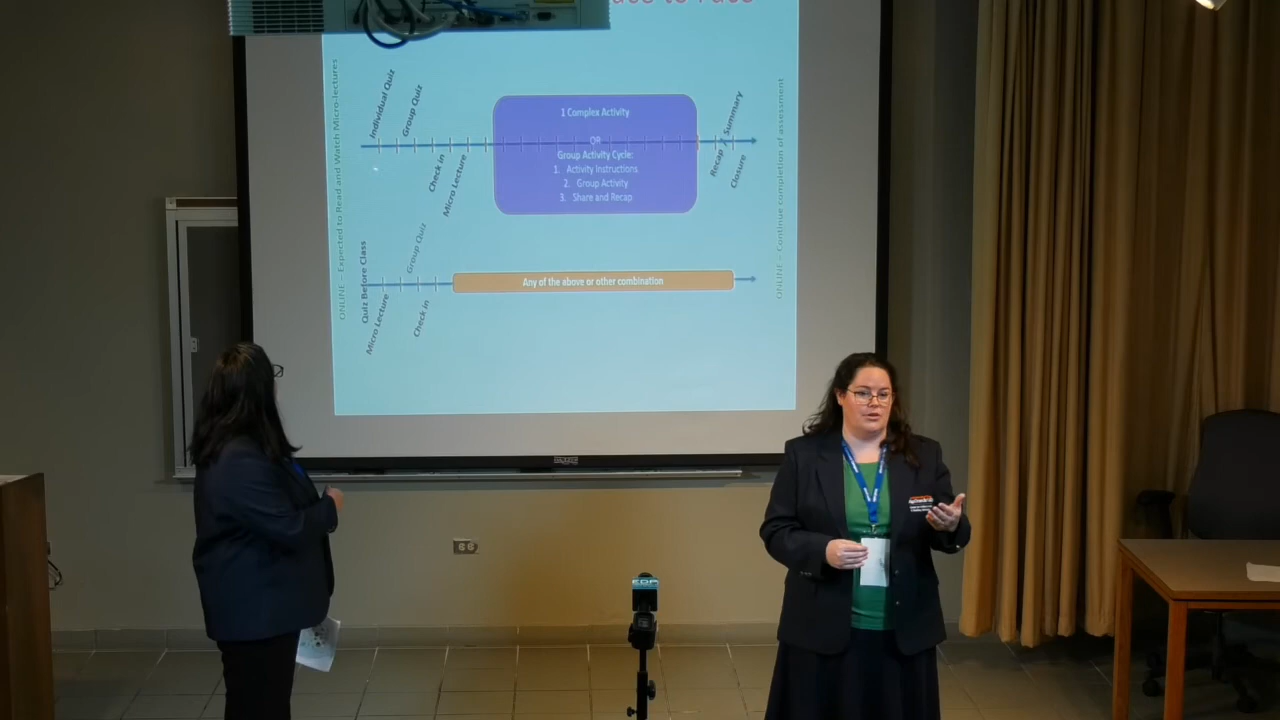 to Face
ONLINE – Expected to Read and Watch Micro-lectures
Individual Quiz
Group Quiz
Check in
Micro Lecture
1 Complex Activity
OR
Group Activity Cycle:
1. Activity Instructions
2. Group Activity
3. Share and Recap
Recap / Summary
Closure
ONLINE – Continue completion of assessment
Quiz Before Class
Micro Lecture
Group Quiz
Check in
Any of the above or other combination